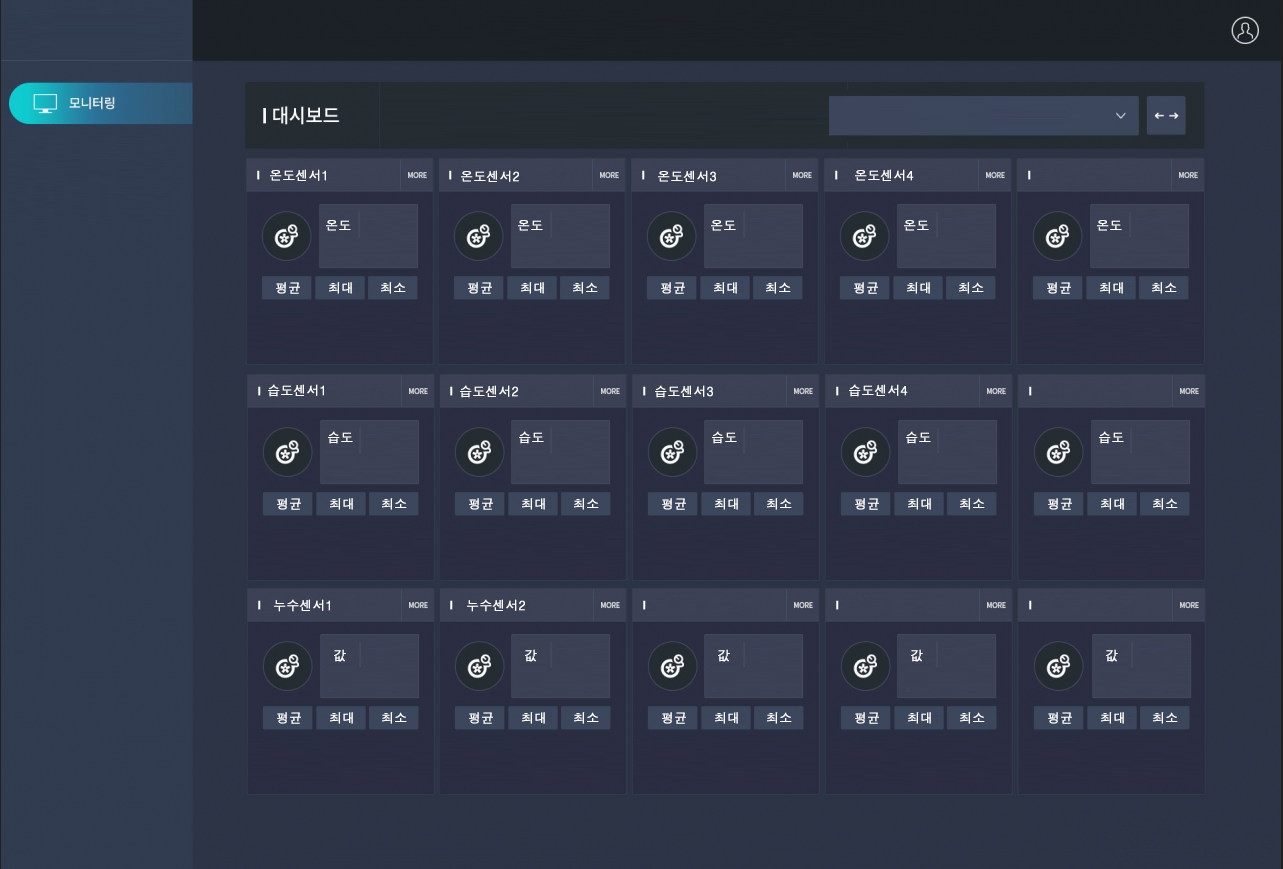 모니터링
대시보드
온도센서1 MORE 온도센서2 MORE 온도센서3 MORE 온도센서4 MORE MORE
온도 온도 온도 온도 온도
평균 최대 최소 평균 최대 최소 평균 최대 최소 평균 최대 최소 평균 최대 최소
습도센서1 MORE 습도센서2 MORE 습도센서3 MORE 습도센서4 MORE MORE
습도 습도 습도 습도 습도
평균 최대 최소 평균 최대 최소 평균 최대 최소 평균 최대 최소 평균 최대 최소
누수센서1 MORE 누수센서2 MORE MORE MORE MORE
값 값 값 값 값
평균 최대 최소 평균 최대 최소 평균 최대 최소 평균 최대 최소 평균 최대 최소